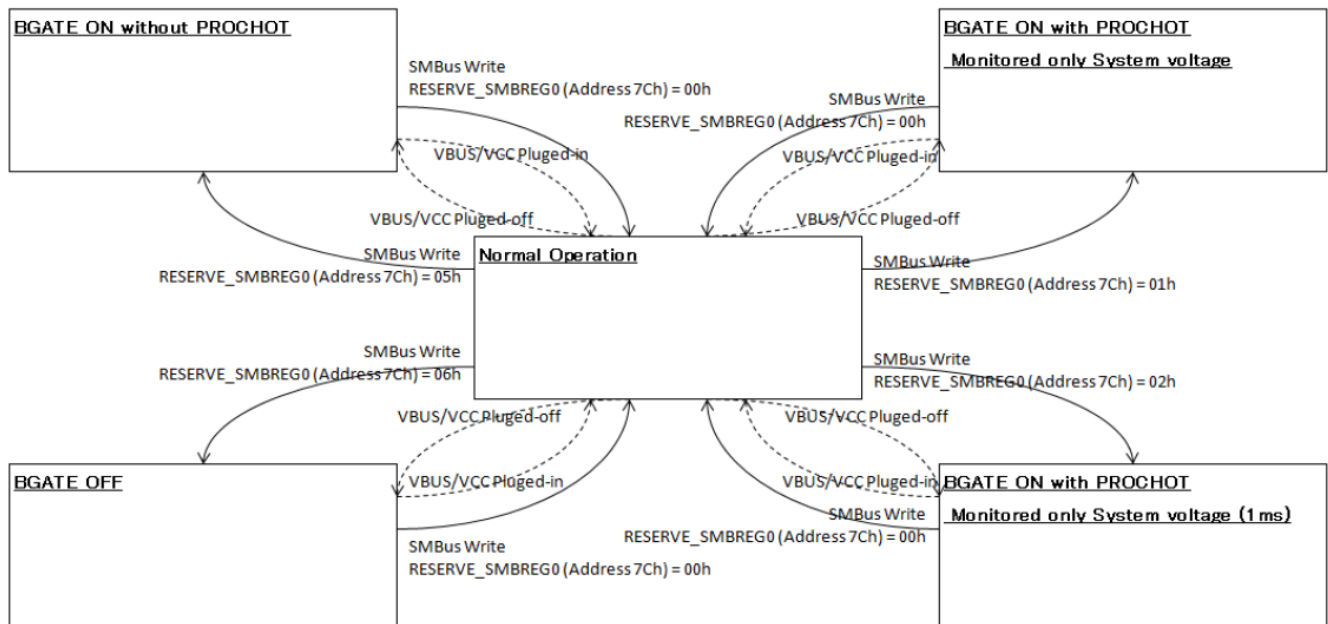 BGATE ON without PROCHOT
SMBus Write
RESERVE_SMBREG0 (Address 7Ch) = 00h
VBUS/VCC Pluged-in
VBUS/VCC Pluged-off
SMBus Write
RESERVE_SMBREG0 (Address 7Ch) = 05h
BGATE ON with PROCHOT
Monitored only System voltage
SMBus Write
RESERVE_SMBREG0 (Address 7Ch) = 00h
VBUS/VCC Pluged-in
VBUS/VCC Pluged-off
SMBus Write
RESERVE_SMBREG0 (Address 7Ch) = 01h
Normal Operation
SMBus Write
RESERVE_SMBREG0 (Address 7Ch) = 06h
VBUS/VCC Pluged-off
VBUS/VCC Pluged-in
BGATE OFF
SMBus Write
RESERVE_SMBREG0 (Address 7Ch) = 00h
SMBus Write
RESERVE_SMBREG0 (Address 7Ch) = 02h
VBUS/VCC Pluged-off
VBUS/VCC Pluged-in
BGATE ON with PROCHOT
Monitored only System voltage (1ms)
SMBus Write
RESERVE_SMBREG0 (Address 7Ch) = 00h